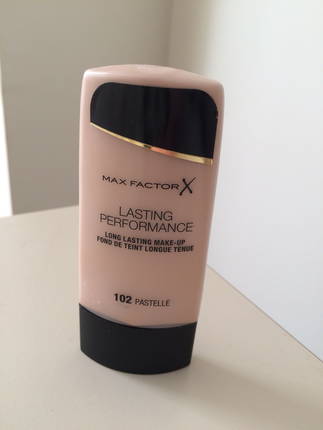 MAX FACTOR X
LASTING
PERFORMANCE
LONG LASTING MAKE-UP
FOND DE TEINT LONGUE TENUE
102 PASTELLE